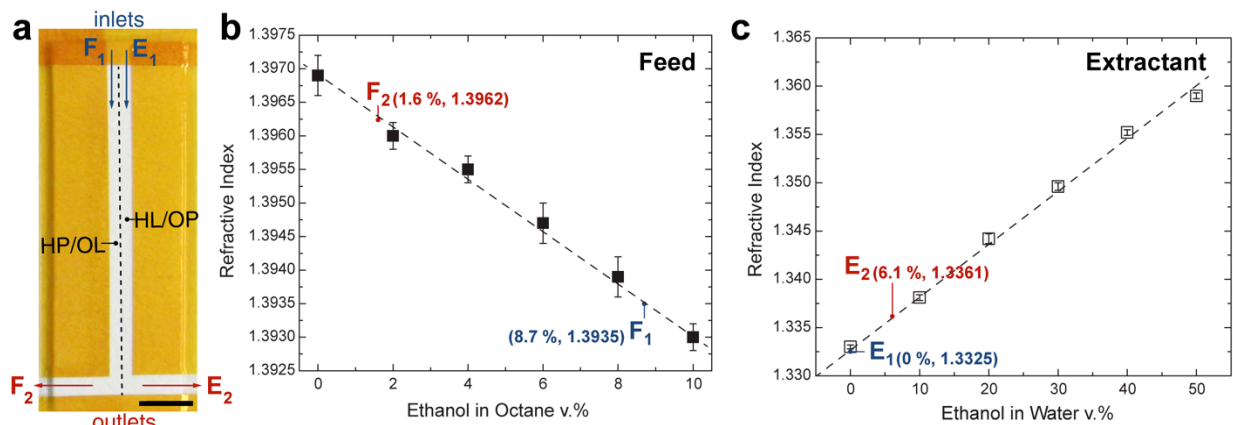 a
inlets
F1 E1
HL/OP
HP/OL
F2 E2
outlets
b
Feed
Refractive Index
1.3975
1.3970
1.3965
1.3960
1.3955
1.3950
1.3945
1.3940
1.3935
1.3930
1.3925
F2 (1.6 %, 1.3962)
(8.7 %, 1.3935) F1
0 2 4 6 8 10
Ethanol in Octane v.%
c
Extractant
Refractive Index
1.365
1.360
1.355
1.350
1.345
1.340
1.335
1.330
E2 (6.1 %, 1.3361)
E1 (0 %, 1.3325)
0 10 20 30 40 50
Ethanol in Water v.%